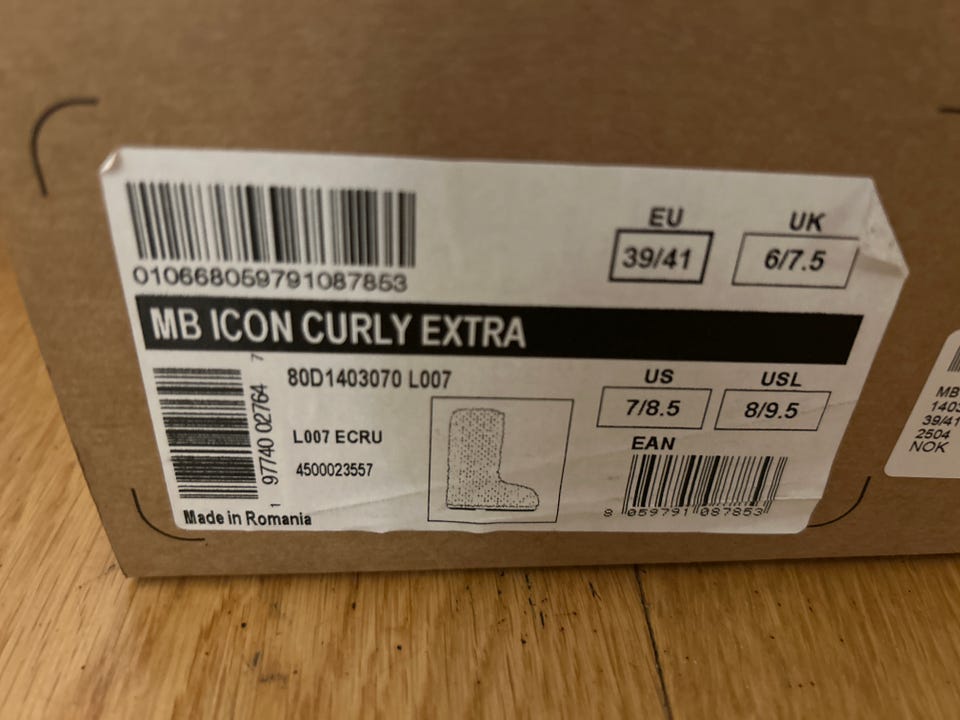 010668059791087853
EU
39/41
UK
6/7.5
MB ICON CURLY EXTRA
1 97740 02764 7
80D1403070 L007
L007 ECRU
4500023557
US
7/8.5
USL
8/9.5
EAN
8 059791 087853
Made in Romania
MB
1403
39/41
2504
NOK